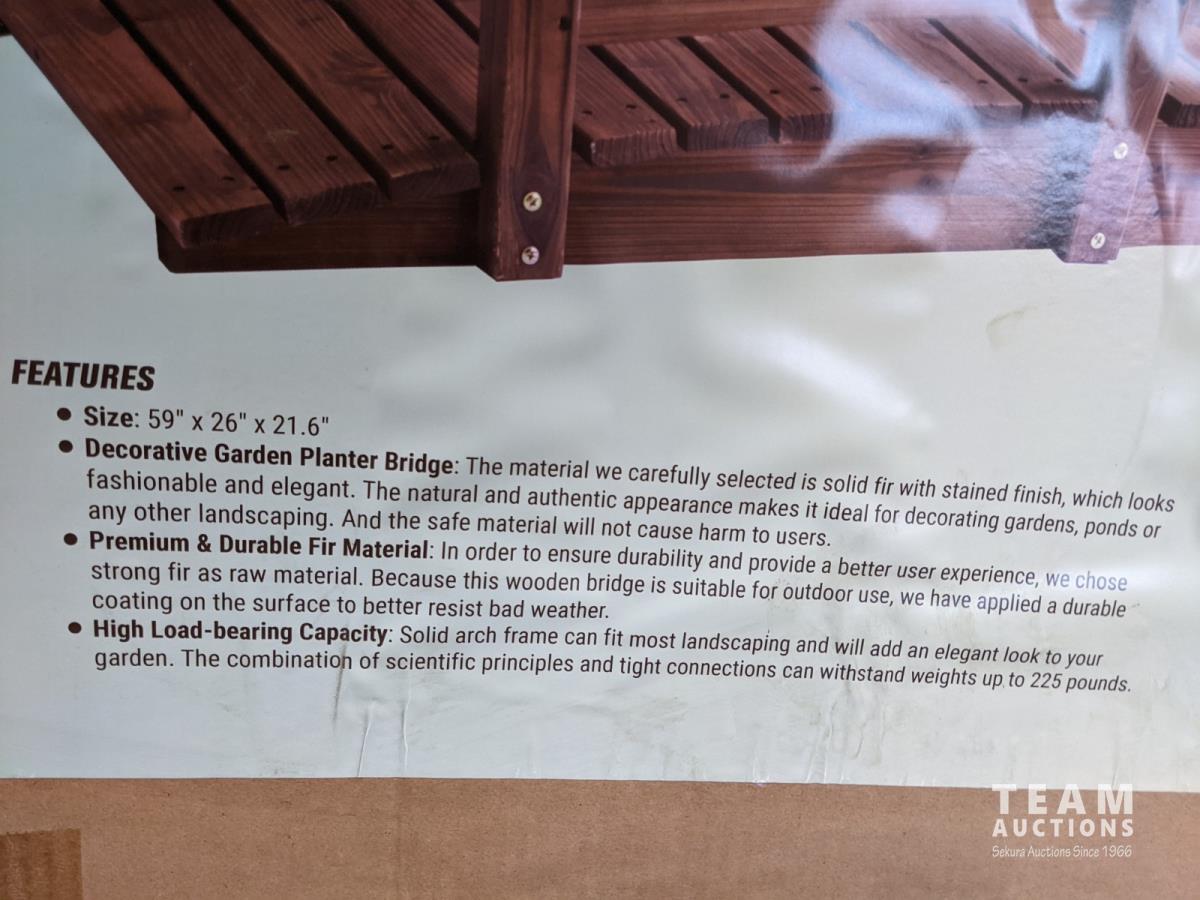 FEATURES
● Size: 59" x 26" x 21.6"
● Decorative Garden Planter Bridge: The material we carefully selected is solid fir with stained finish, which looks
fashionable and elegant. The natural and authentic appearance makes it ideal for decorating gardens, ponds or
any other landscaping. And the safe material will not cause harm to users.
● Premium & Durable Fir Material: In order to ensure durability and provide a better user experience, we chose
strong fir as raw material. Because this wooden bridge is suitable for outdoor use, we have applied a durable
coating on the surface to better resist bad weather.
● High Load-bearing Capacity: Solid arch frame can fit most landscaping and will add an elegant look to your
garden. The combination of scientific principles and tight connections can withstand weights up to 225 pounds.
TEAM
AUCTIONS
Sekura Auctions Since 1966